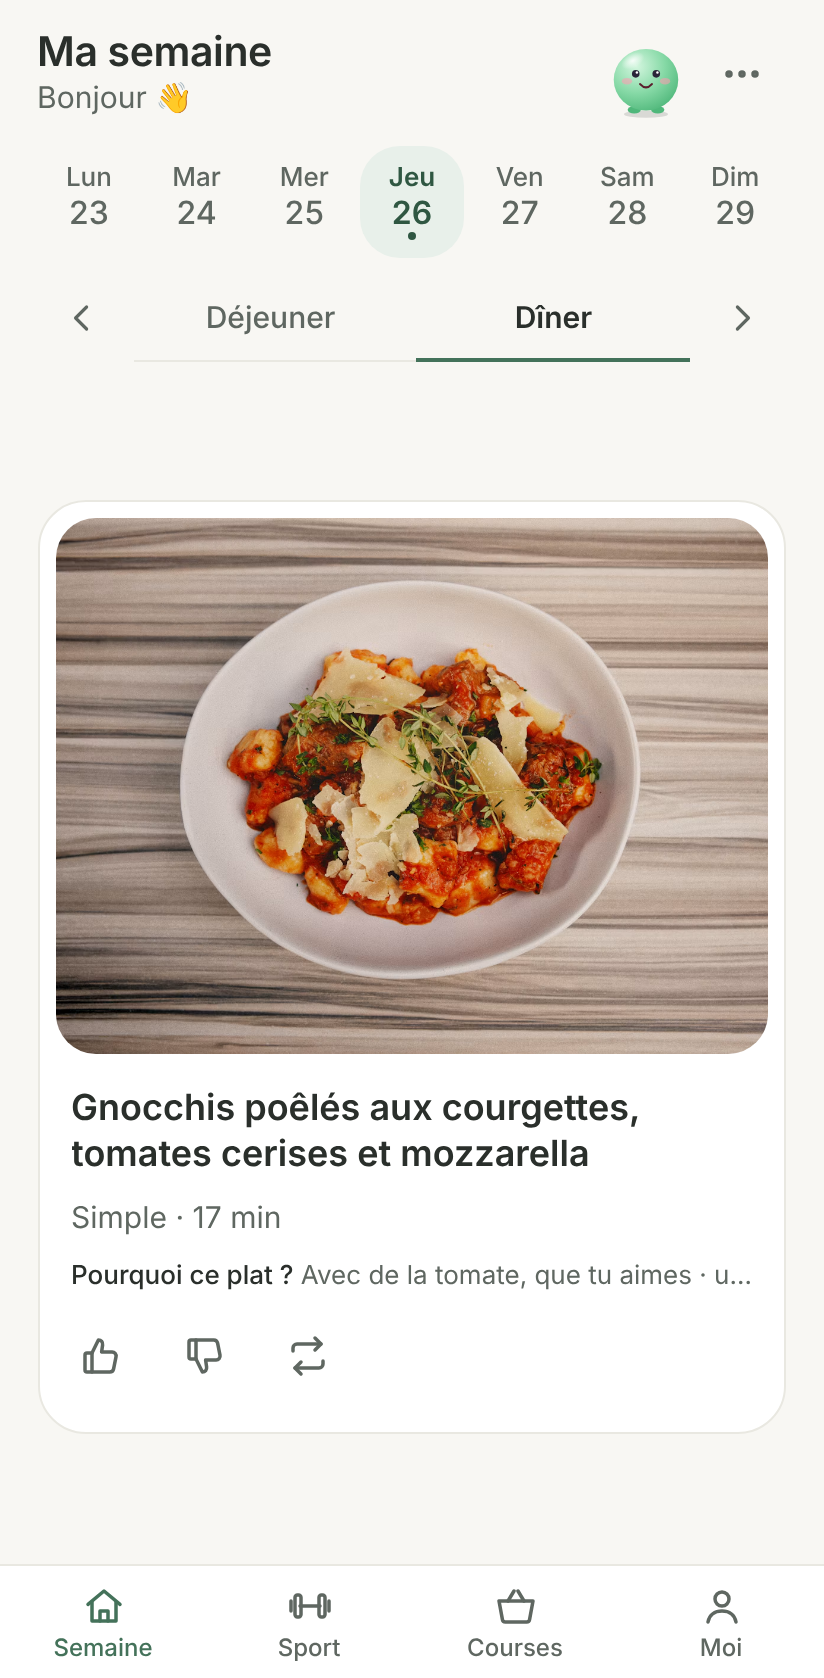 Ma semaine
Bonjour 👋
Lun Mar Mer Jeu Ven Sam Dim
23 24 25 26 27 28 29
Déjeuner Dîner
Gnocchis poêlés aux courgettes,
tomates cerises et mozzarella
Simple · 17 min
Pourquoi ce plat ? Avec de la tomate, que tu aimes · u...
Semaine Sport Courses Moi